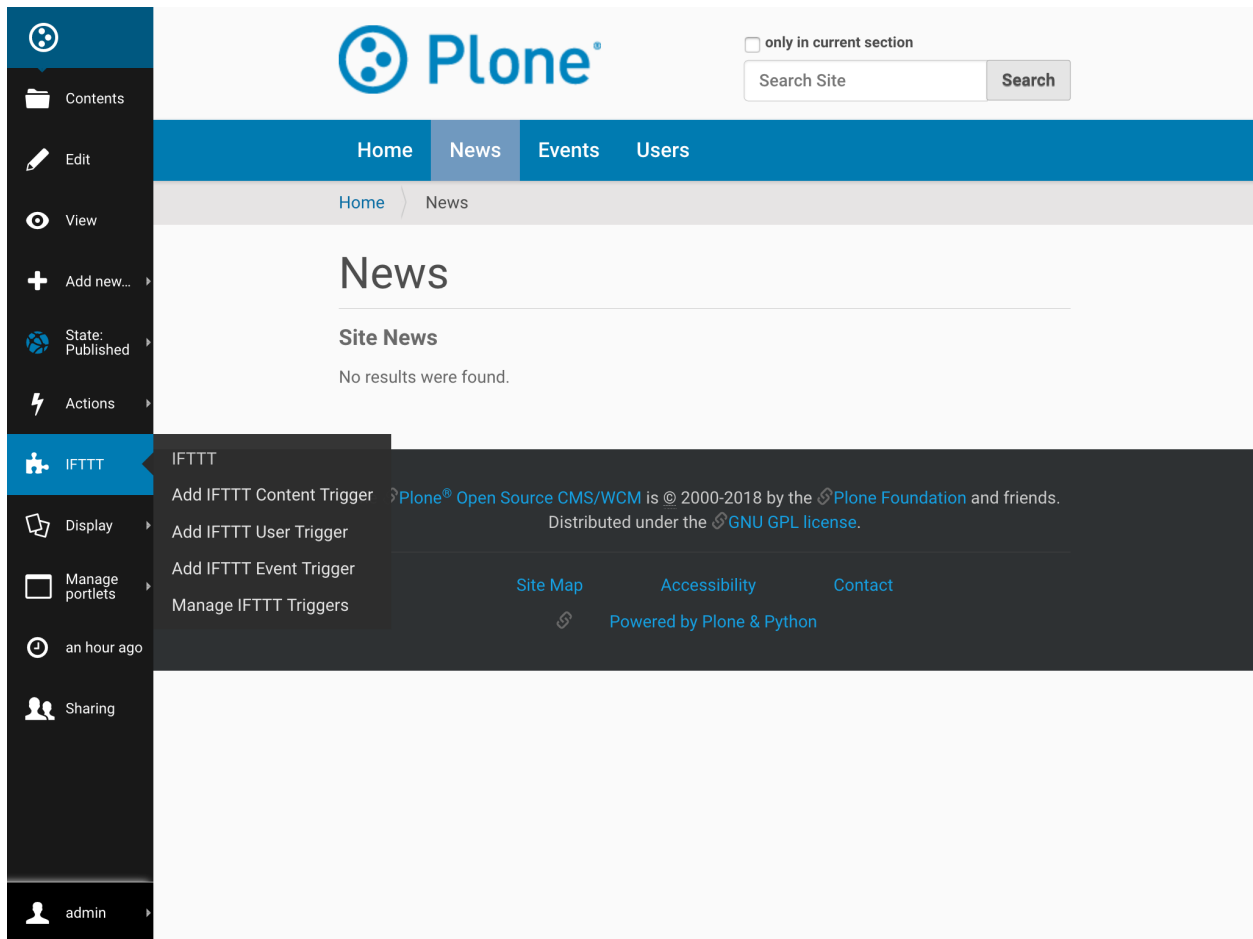 Contents
Edit
View
Add new...
State:
Published
Actions
IFTTT
Display
Manage
portlets
an hour ago
Sharing
admin
IFTTT
Add IFTTT Content Trigger
Add IFTTT User Trigger
Add IFTTT Event Trigger
Manage IFTTT Triggers
Plone®
only in current section
Search Site
Search
Home News Events Users
Home News
News
Site News
No results were found.
Plone® Open Source CMS/WCM is © 2000-2018 by the Plone Foundation and friends.
Distributed under the GNU GPL license.
Site Map Accessibility Contact
Powered by Plone & Python